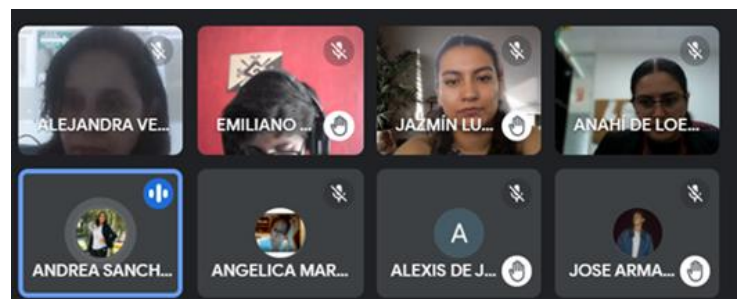 ALEJANDRA VE...
EMILIANO ...
JAZMÍN LU...
ANAHÍ DE LOE...
ANDREA SANCH...
ANGELICA MAR...
A
ALEXIS DE J...
JOSE ARMA...